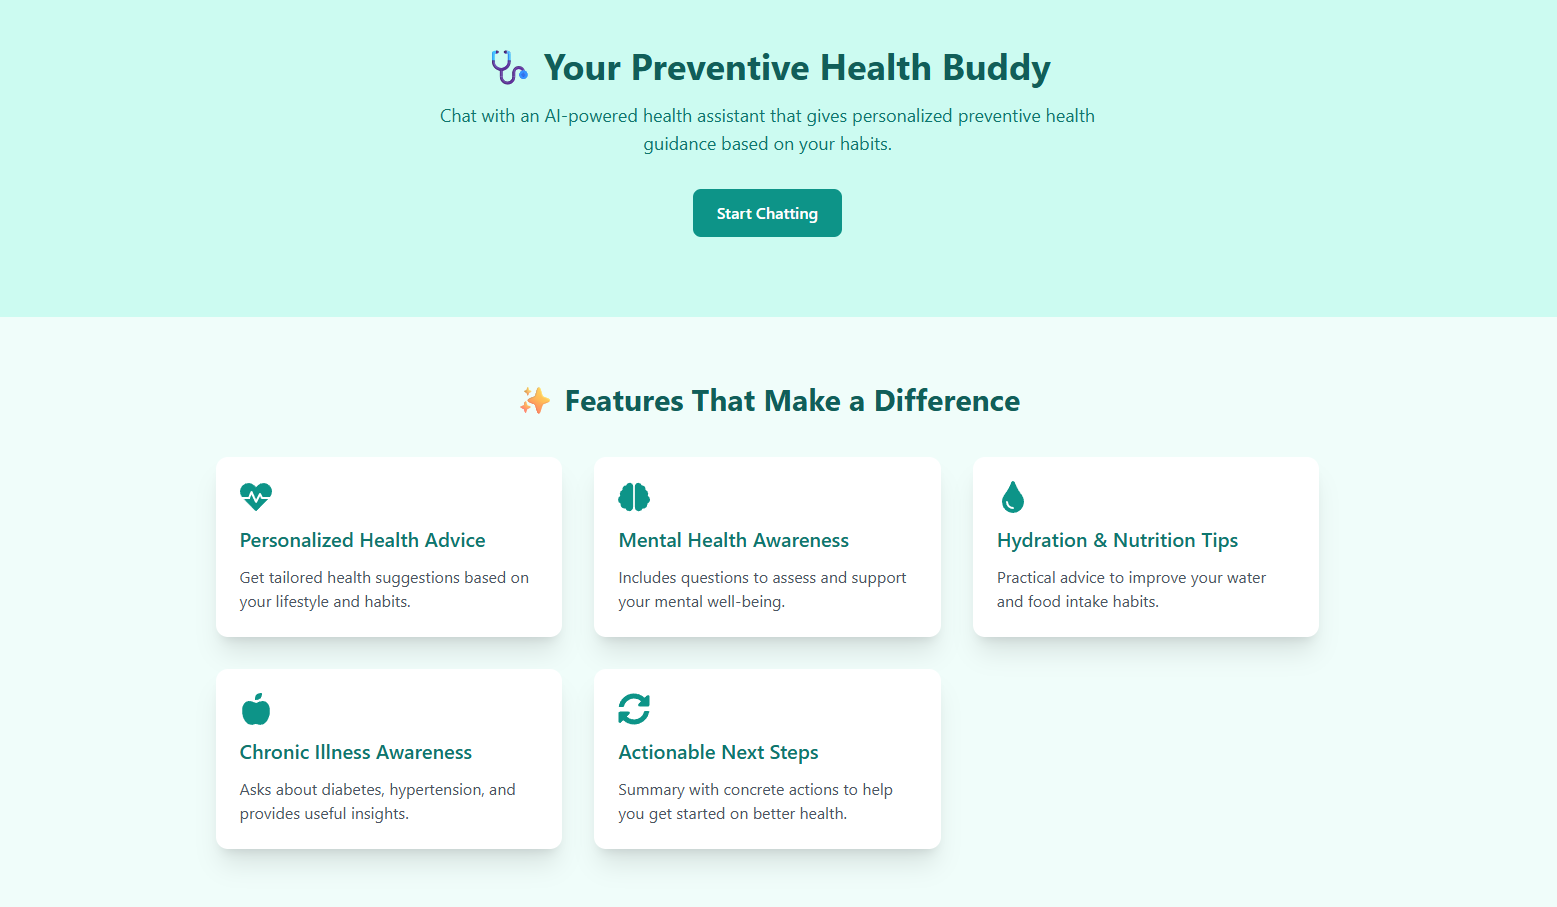 Your Preventive Health Buddy
Chat with an AI-powered health assistant that gives personalized preventive health
guidance based on your habits.
Start Chatting
Features That Make a Difference
Personalized Health Advice
Get tailored health suggestions based on
your lifestyle and habits.
Mental Health Awareness
Includes questions to assess and support
your mental well-being.
Hydration & Nutrition Tips
Practical advice to improve your water
and food intake habits.
Chronic Illness Awareness
Asks about diabetes, hypertension, and
provides useful insights.
Actionable Next Steps
Summary with concrete actions to help
you get started on better health.